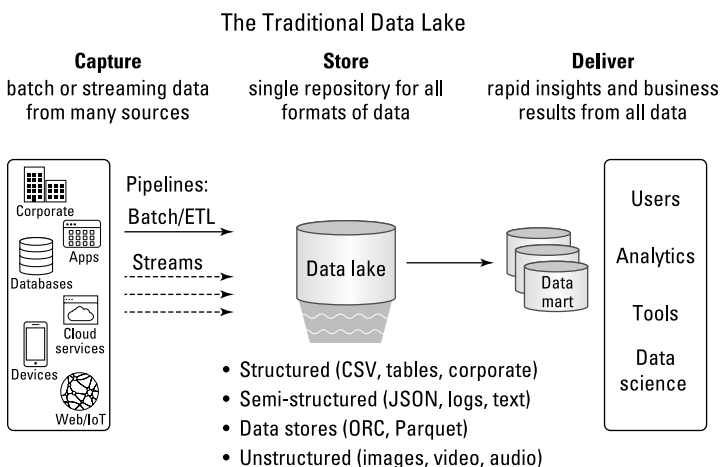 The Traditional Data Lake
Capture
batch or streaming data
from many sources
Store
single repository for all
formats of data
Deliver
rapid insights and business
results from all data
Corporate
Apps
Databases
Cloud
services
Devices
Web/IoT
Pipelines:
Batch/ETL
Streams
Data lake
Data
mart
Users
Analytics
Tools
Data
science
• Structured (CSV, tables, corporate)
• Semi-structured (JSON, logs, text)
• Data stores (ORC, Parquet)
• Unstructured (images, video, audio)